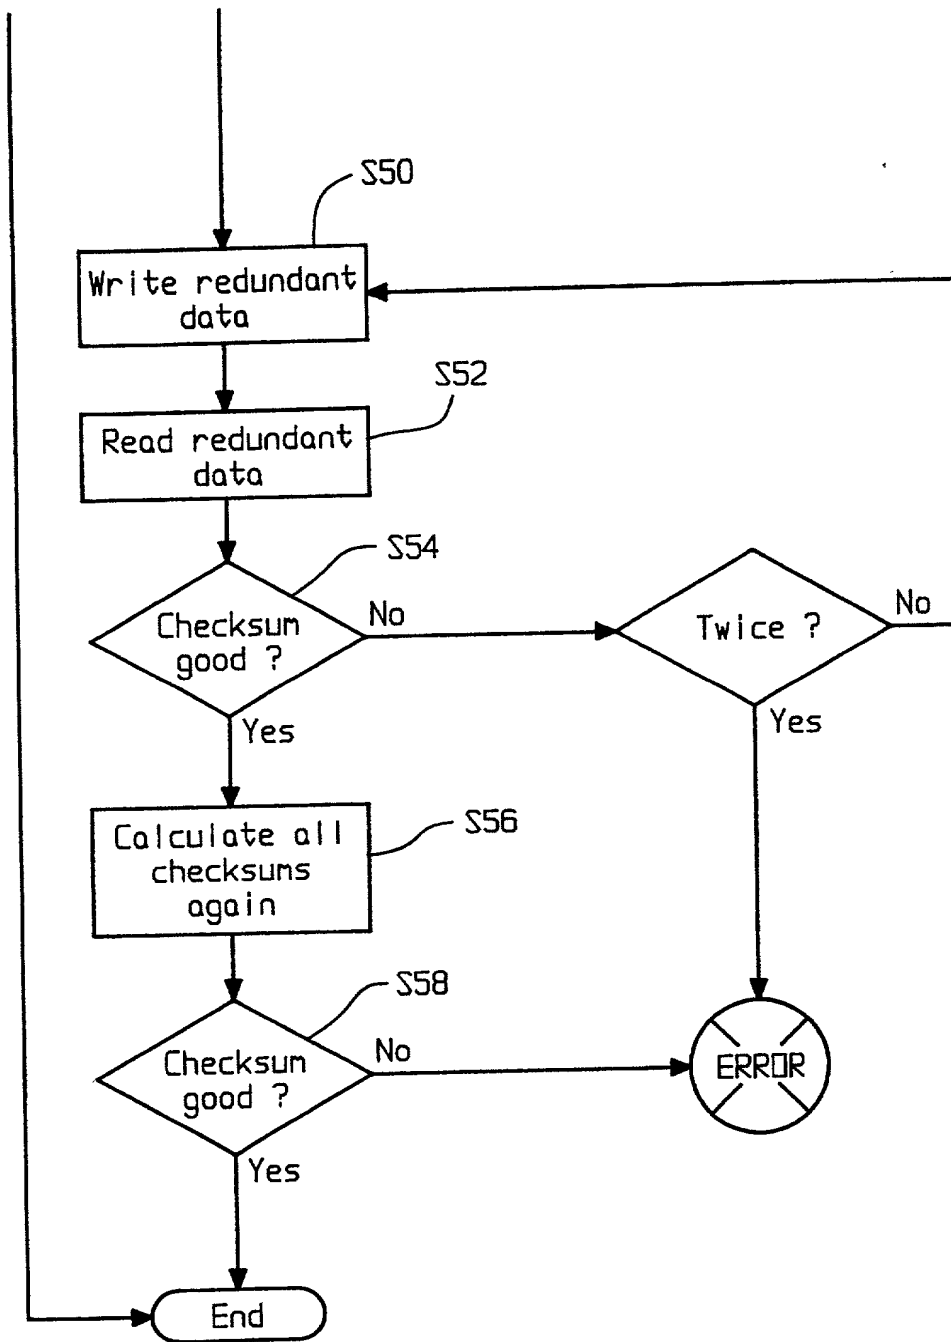 S50
Write redundant
data
S52
Read redundant
data
S54
Checksum
good ?
No
Twice ?
No
Yes
Yes
Calculate all
checksums
again
S56
S58
Checksum
good ?
No
ERROR
Yes
End